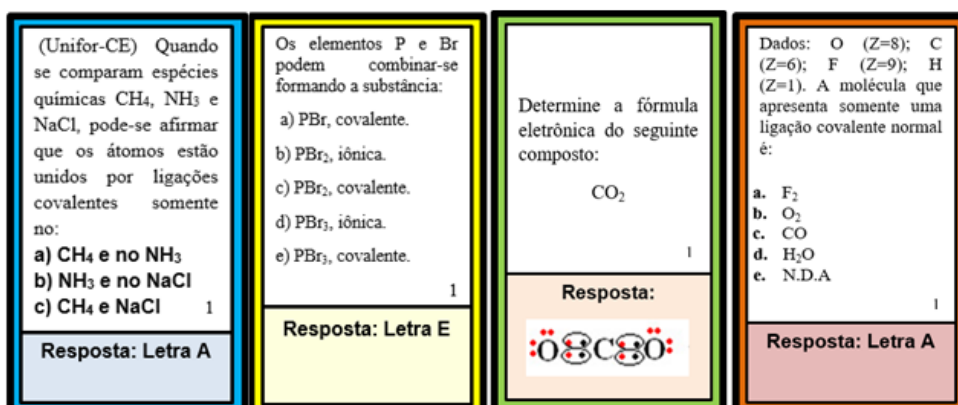 (Unifor-CE) Quando
se comparam espécies
químicas CH₄, NH₃ e
NaCl, pode-se afirmar
que os átomos estão
unidos por ligações
covalentes somente
no:
a) CH₄ e no NH₃
b) NH₃ e no NaCl
c) CH₄ e NaCl 1
Resposta: Letra A
Os elementos P e Br
podem combinar-se
formando a substância:
a) PBr, covalente.
b) PBr₂, iônica.
c) PBr₂, covalente.
d) PBr₃, iônica.
e) PBr₃, covalente.
1
Resposta: Letra E
Determine a fórmula
eletrônica do seguinte
composto:
CO₂
1
Resposta:
O C O
Dados: O (Z=8); C
(Z=6); F (Z=9); H
(Z=1). A molécula que
apresenta somente uma
ligação covalente normal
é:
a. F₂
b. O₂
c. CO
d. H₂O
e. N.D.A
1
Resposta: Letra A